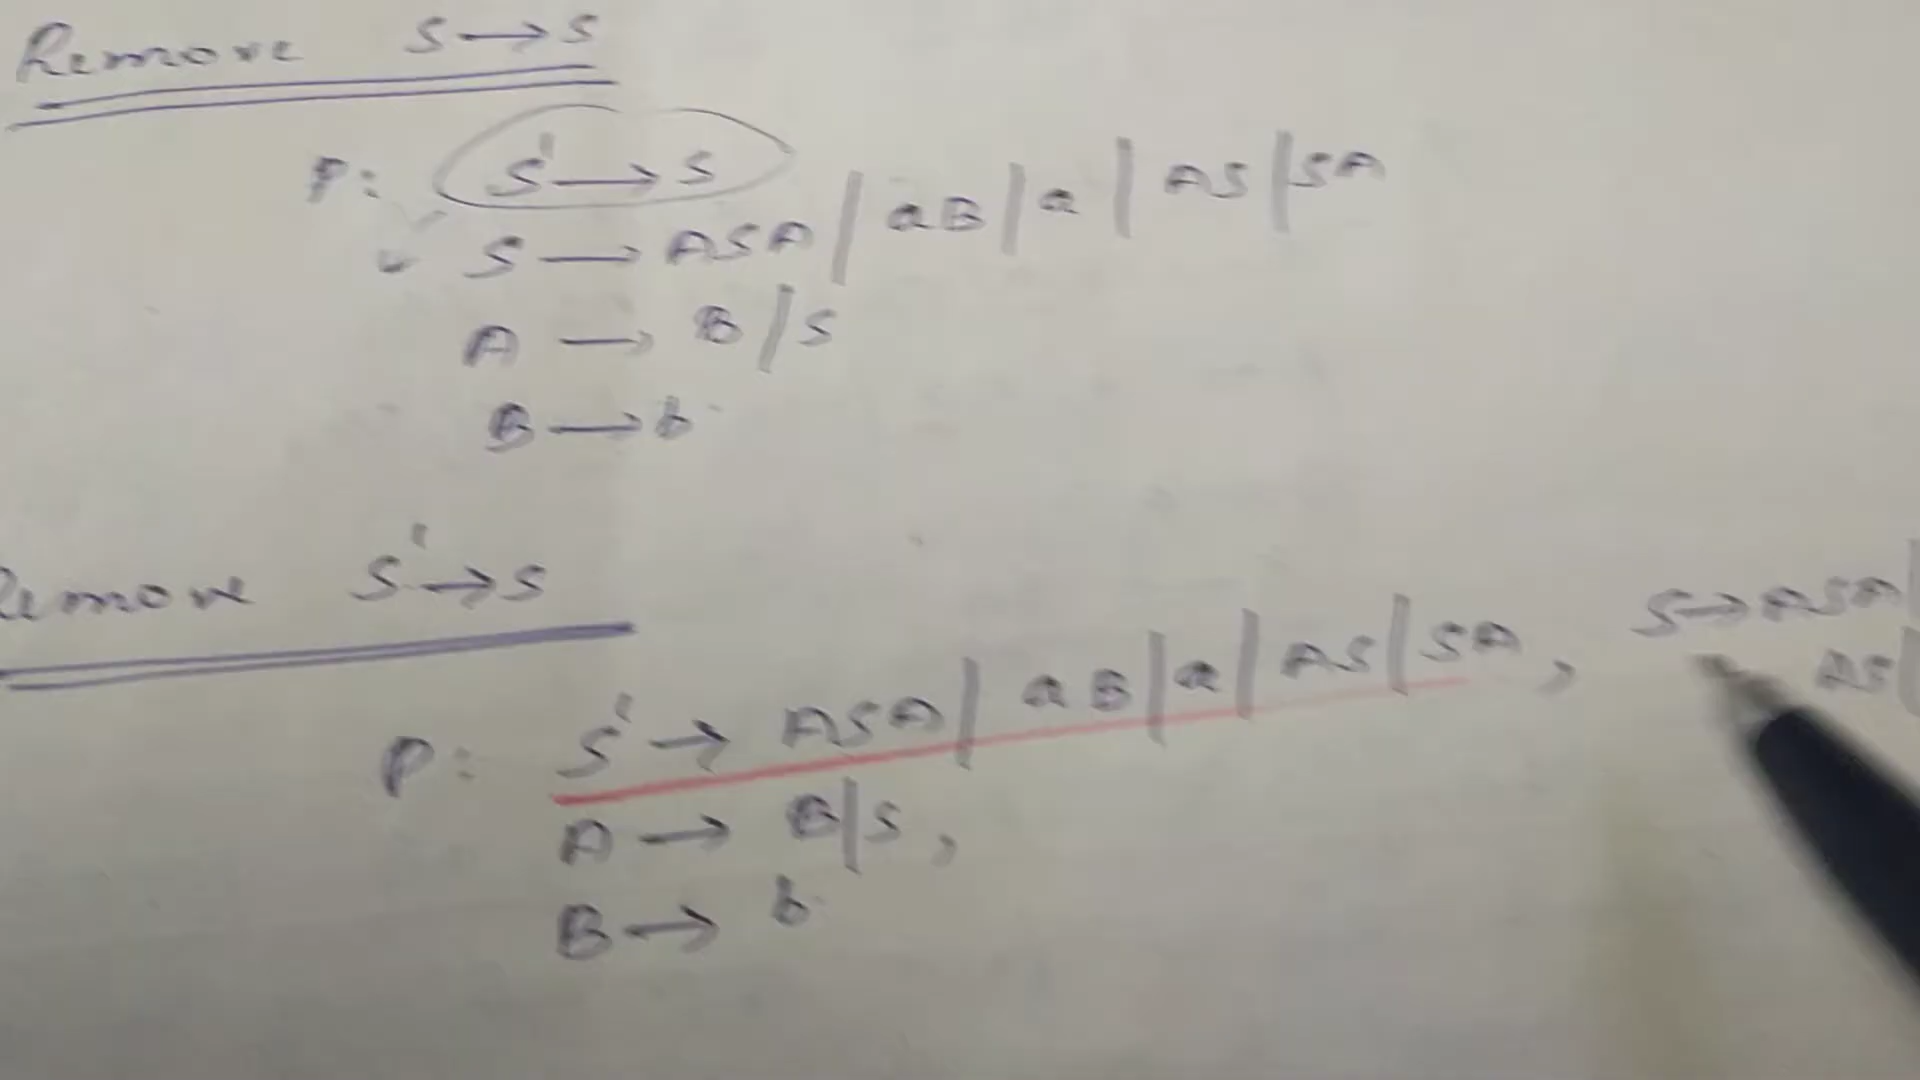 Remove S→S
P: S'→S
S→ASA|aB|a|AS|SA
A→B|S
B→b
Remove S'→S
P: S'→ASA|aB|a|AS|SA, S→ASA|
AS|
A→B|S,
B→b